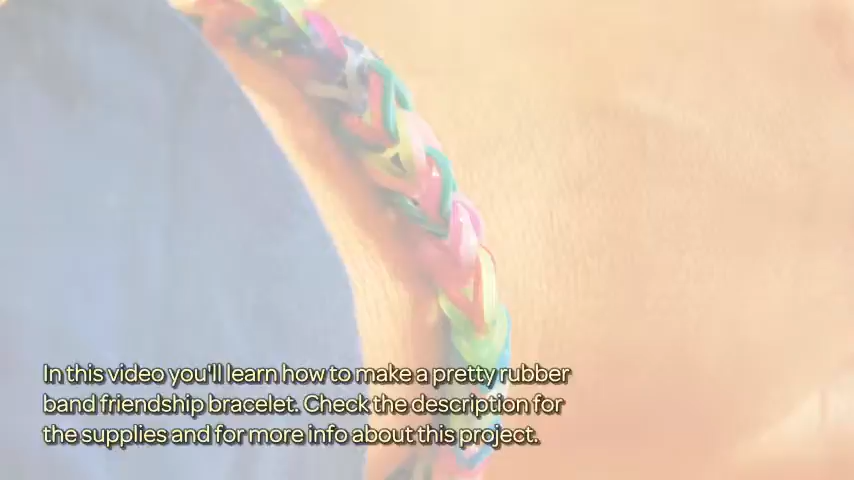 In this video you'll learn how to make a pretty rubber
band friendship bracelet. Check the description for
the supplies and for more info about this project.